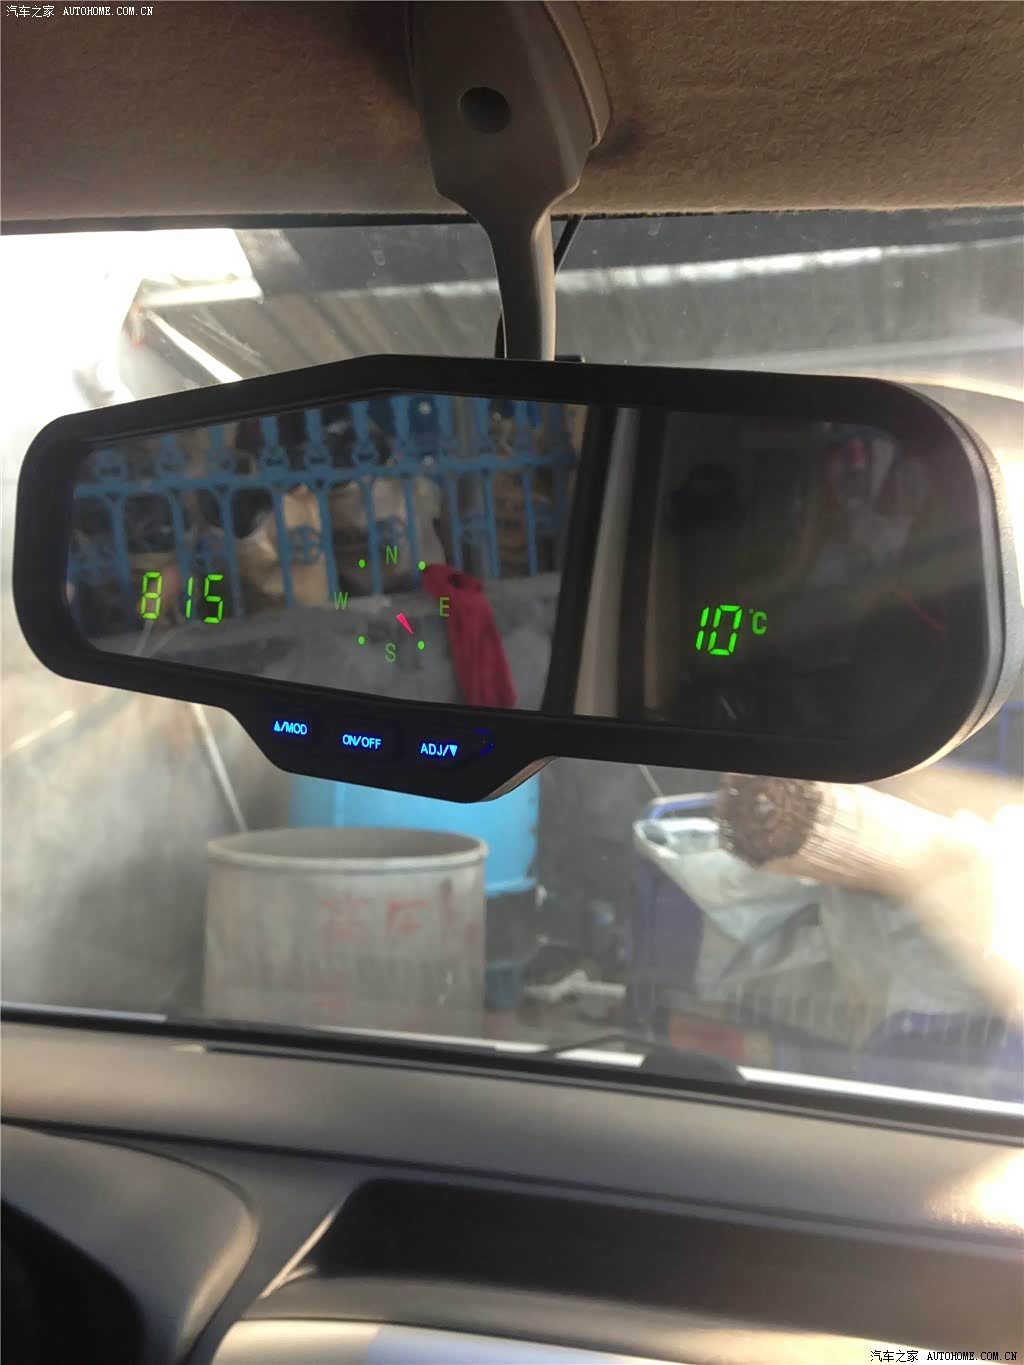 汽车之家 AUTOHOME.COM.CN
N
W E
S
815
10°C
▲/MOD ON/OFF ADJ/▼
汽车之家 AUTOHOME.COM.CN